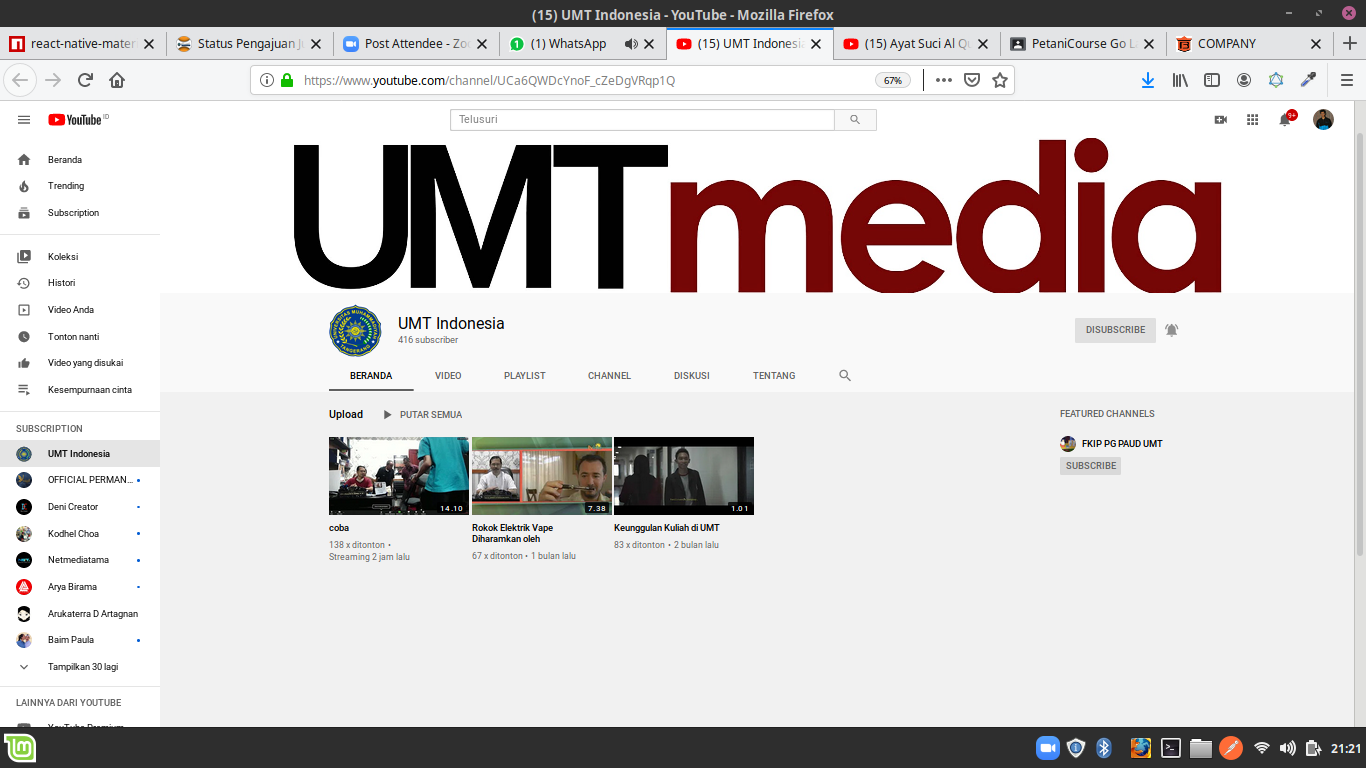 (15) UMT Indonesia - YouTube - Mozilla Firefox
react-native-mater
Status Pengajuan Ju
Post Attendee - Zoo
(1) WhatsApp
(15) UMT Indonesia
(15) Ayat Suci Al Qu
PetaniCourse Go L
COMPANY
https://www.youtube.com/channel/UCa6QWDcYnoF_cZeDgVRqp1Q
67%
YouTube ID
Telusuri
9+
Beranda
Trending
Subscription
Koleksi
Histori
Video Anda
Tonton nanti
Video yang disukai
Kesempurnaan cinta
SUBSCRIPTION
UMT Indonesia
OFFICIAL PERMAN...
Deni Creator
Kodhel Choa
Netmediatama
Arya Birama
Arukaterra D Artagnan
Baim Paula
Tampilkan 30 lagi
LAINNYA DARI YOUTUBE
YouTube Premium
UMTmedia
UMT Indonesia
416 subscriber
DISUBSCRIBE
BERANDA
VIDEO
PLAYLIST
CHANNEL
DISKUSI
TENTANG
Upload
PUTAR SEMUA
14.10
coba
138 x ditonton •
Streaming 2 jam lalu
7.38
Rokok Elektrik Vape
Diharamkan oleh
67 x ditonton • 1 bulan lalu
1.01
Keunggulan Kuliah di UMT
83 x ditonton • 2 bulan lalu
FEATURED CHANNELS
FKIP PG PAUD UMT
SUBSCRIBE
21:21